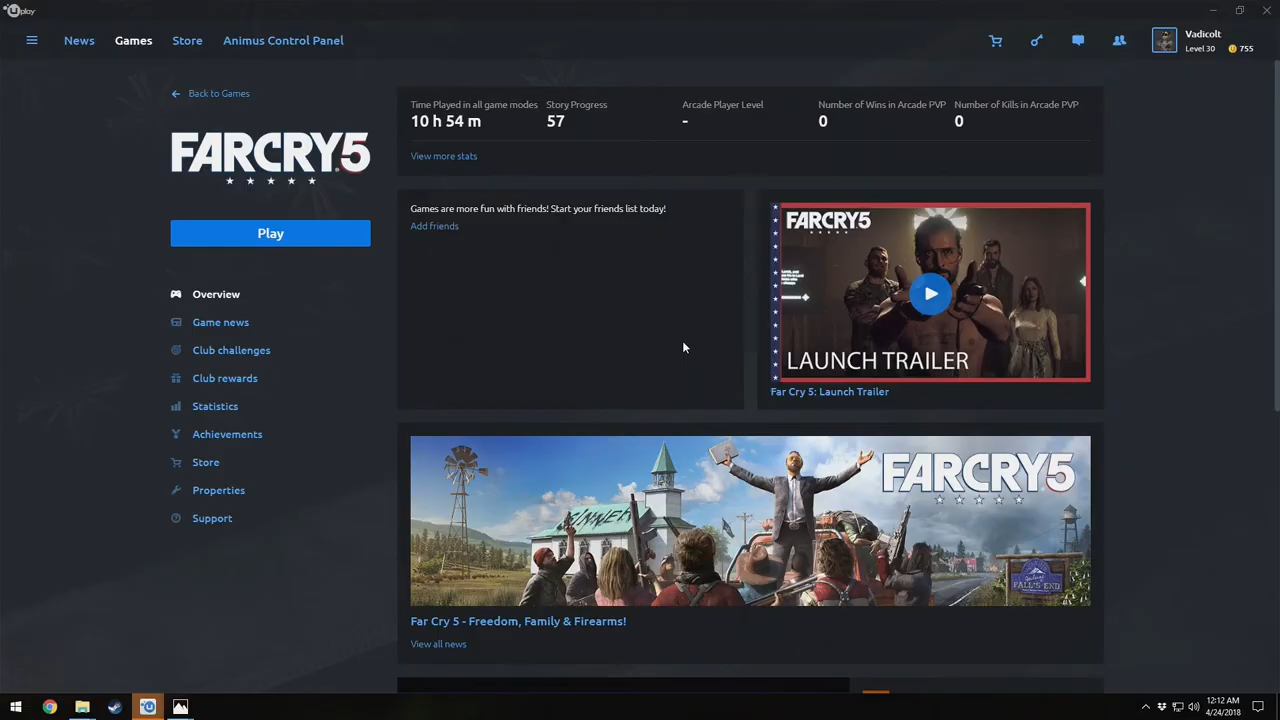 uplay
News
Games
Store
Animus Control Panel
Vadicolt
Level 30
755
Back to Games
FARCRY5
Play
Overview
Game news
Club challenges
Club rewards
Statistics
Achievements
Store
Properties
Support
Time Played in all game modes
10 h 54 m
Story Progress
57
Arcade Player Level
-
Number of Wins in Arcade PVP
0
Number of Kills in Arcade PVP
0
View more stats
Games are more fun with friends! Start your friends list today!
Add friends
FARCRY5
LAUNCH TRAILER
Far Cry 5: Launch Trailer
SINNER
FARCRY5
FALL'S END
Far Cry 5 - Freedom, Family & Firearms!
View all news
12:12 AM
4/24/2018